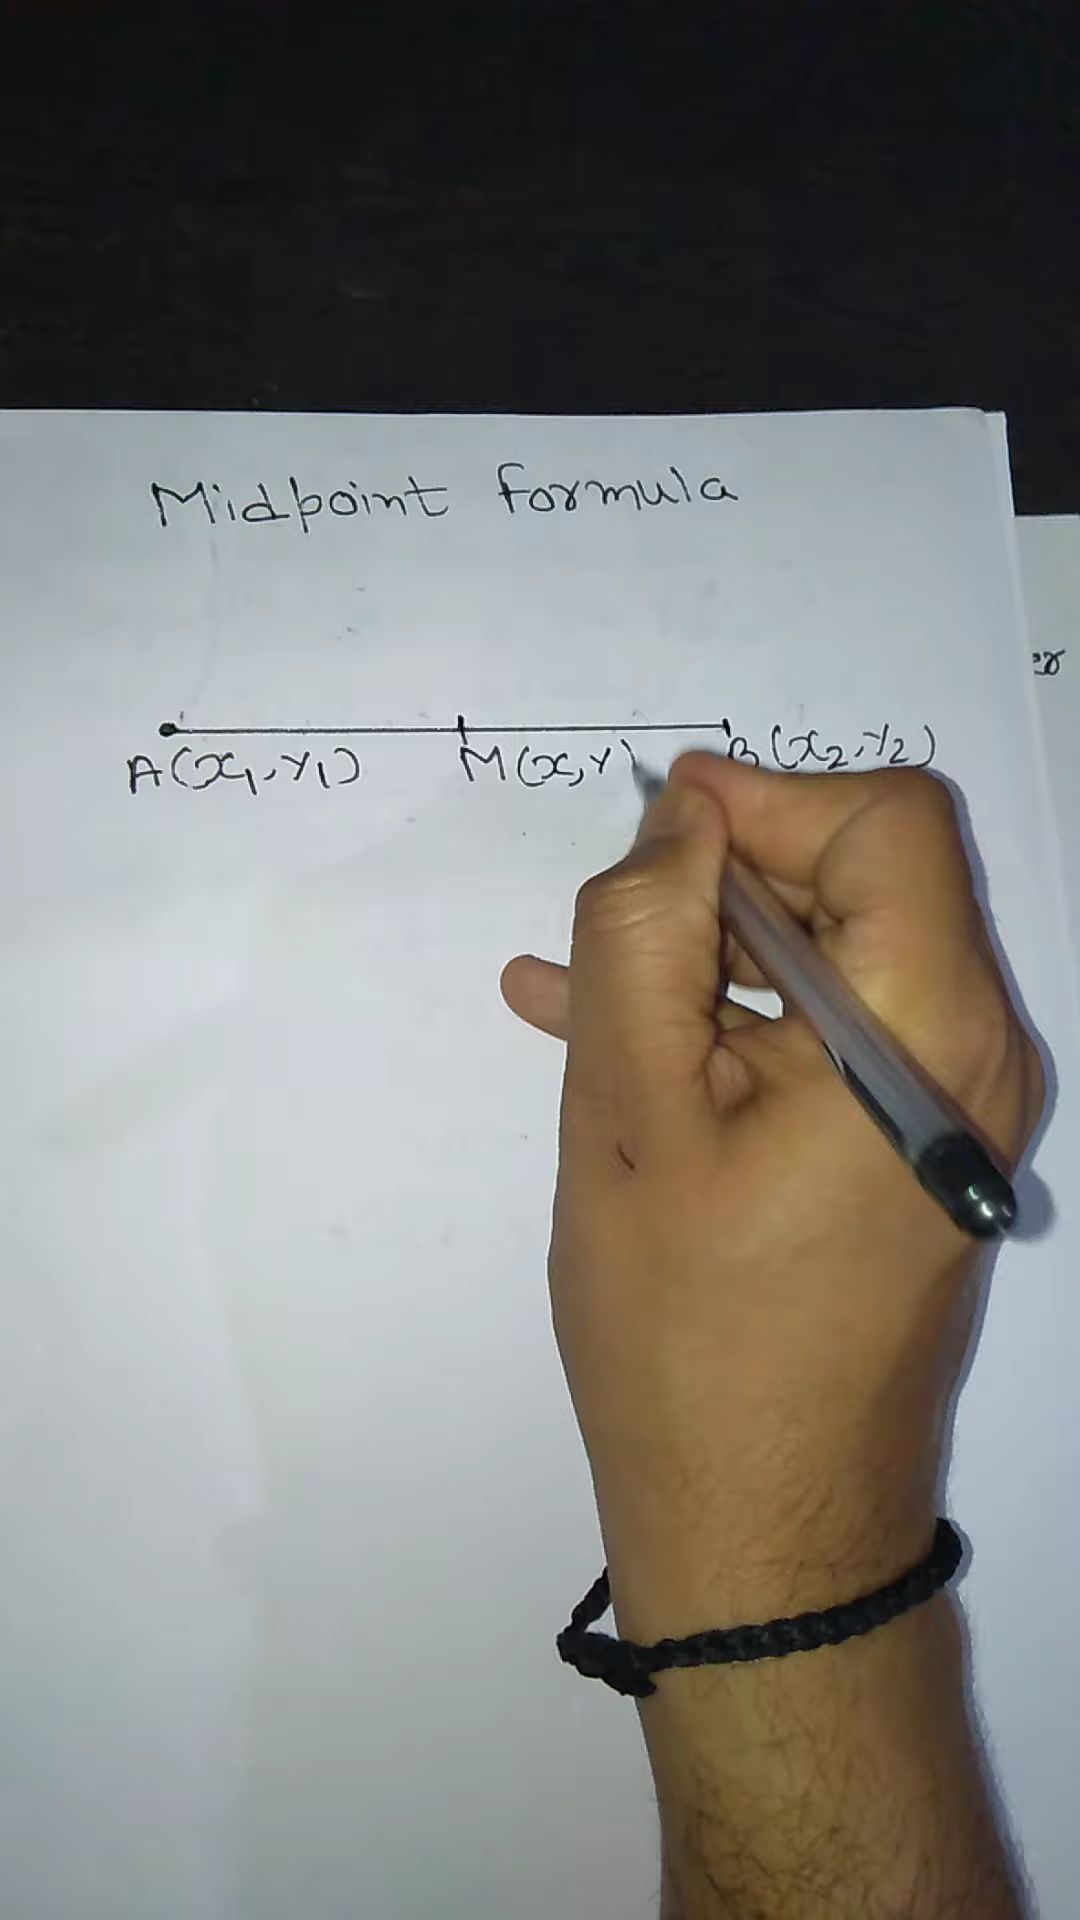 Midpoint formula
A(x₁, y₁) M(x, y) B(x₂, y₂)